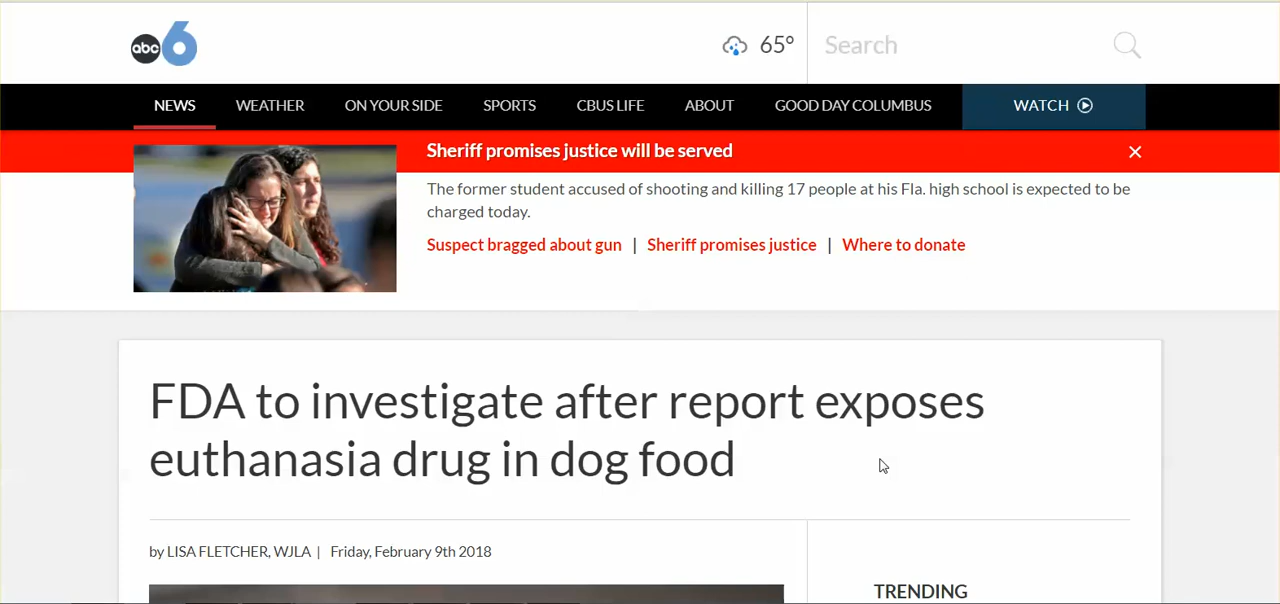 abc 6
65°
Search
NEWS
WEATHER
ON YOUR SIDE
SPORTS
CBUS LIFE
ABOUT
GOOD DAY COLUMBUS
WATCH
Sheriff promises justice will be served
The former student accused of shooting and killing 17 people at his Fla. high school is expected to be
charged today.
Suspect bragged about gun | Sheriff promises justice | Where to donate
FDA to investigate after report exposes
euthanasia drug in dog food
by LISA FLETCHER, WJLA | Friday, February 9th 2018
TRENDING